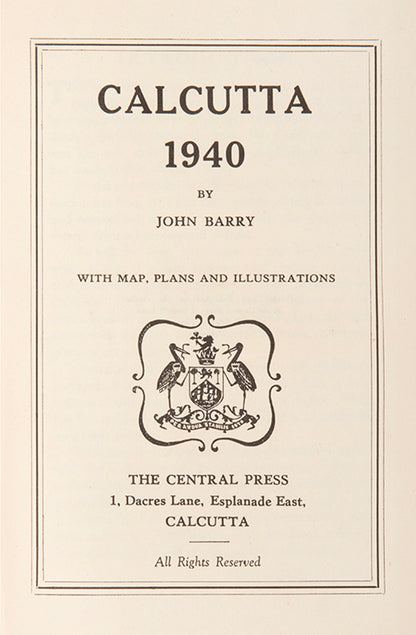 CALCUTTA
1940
BY
JOHN BARRY
WITH MAP, PLANS AND ILLUSTRATIONS
THE CENTRAL PRESS
1, Dacres Lane, Esplanade East,
CALCUTTA
All Rights Reserved